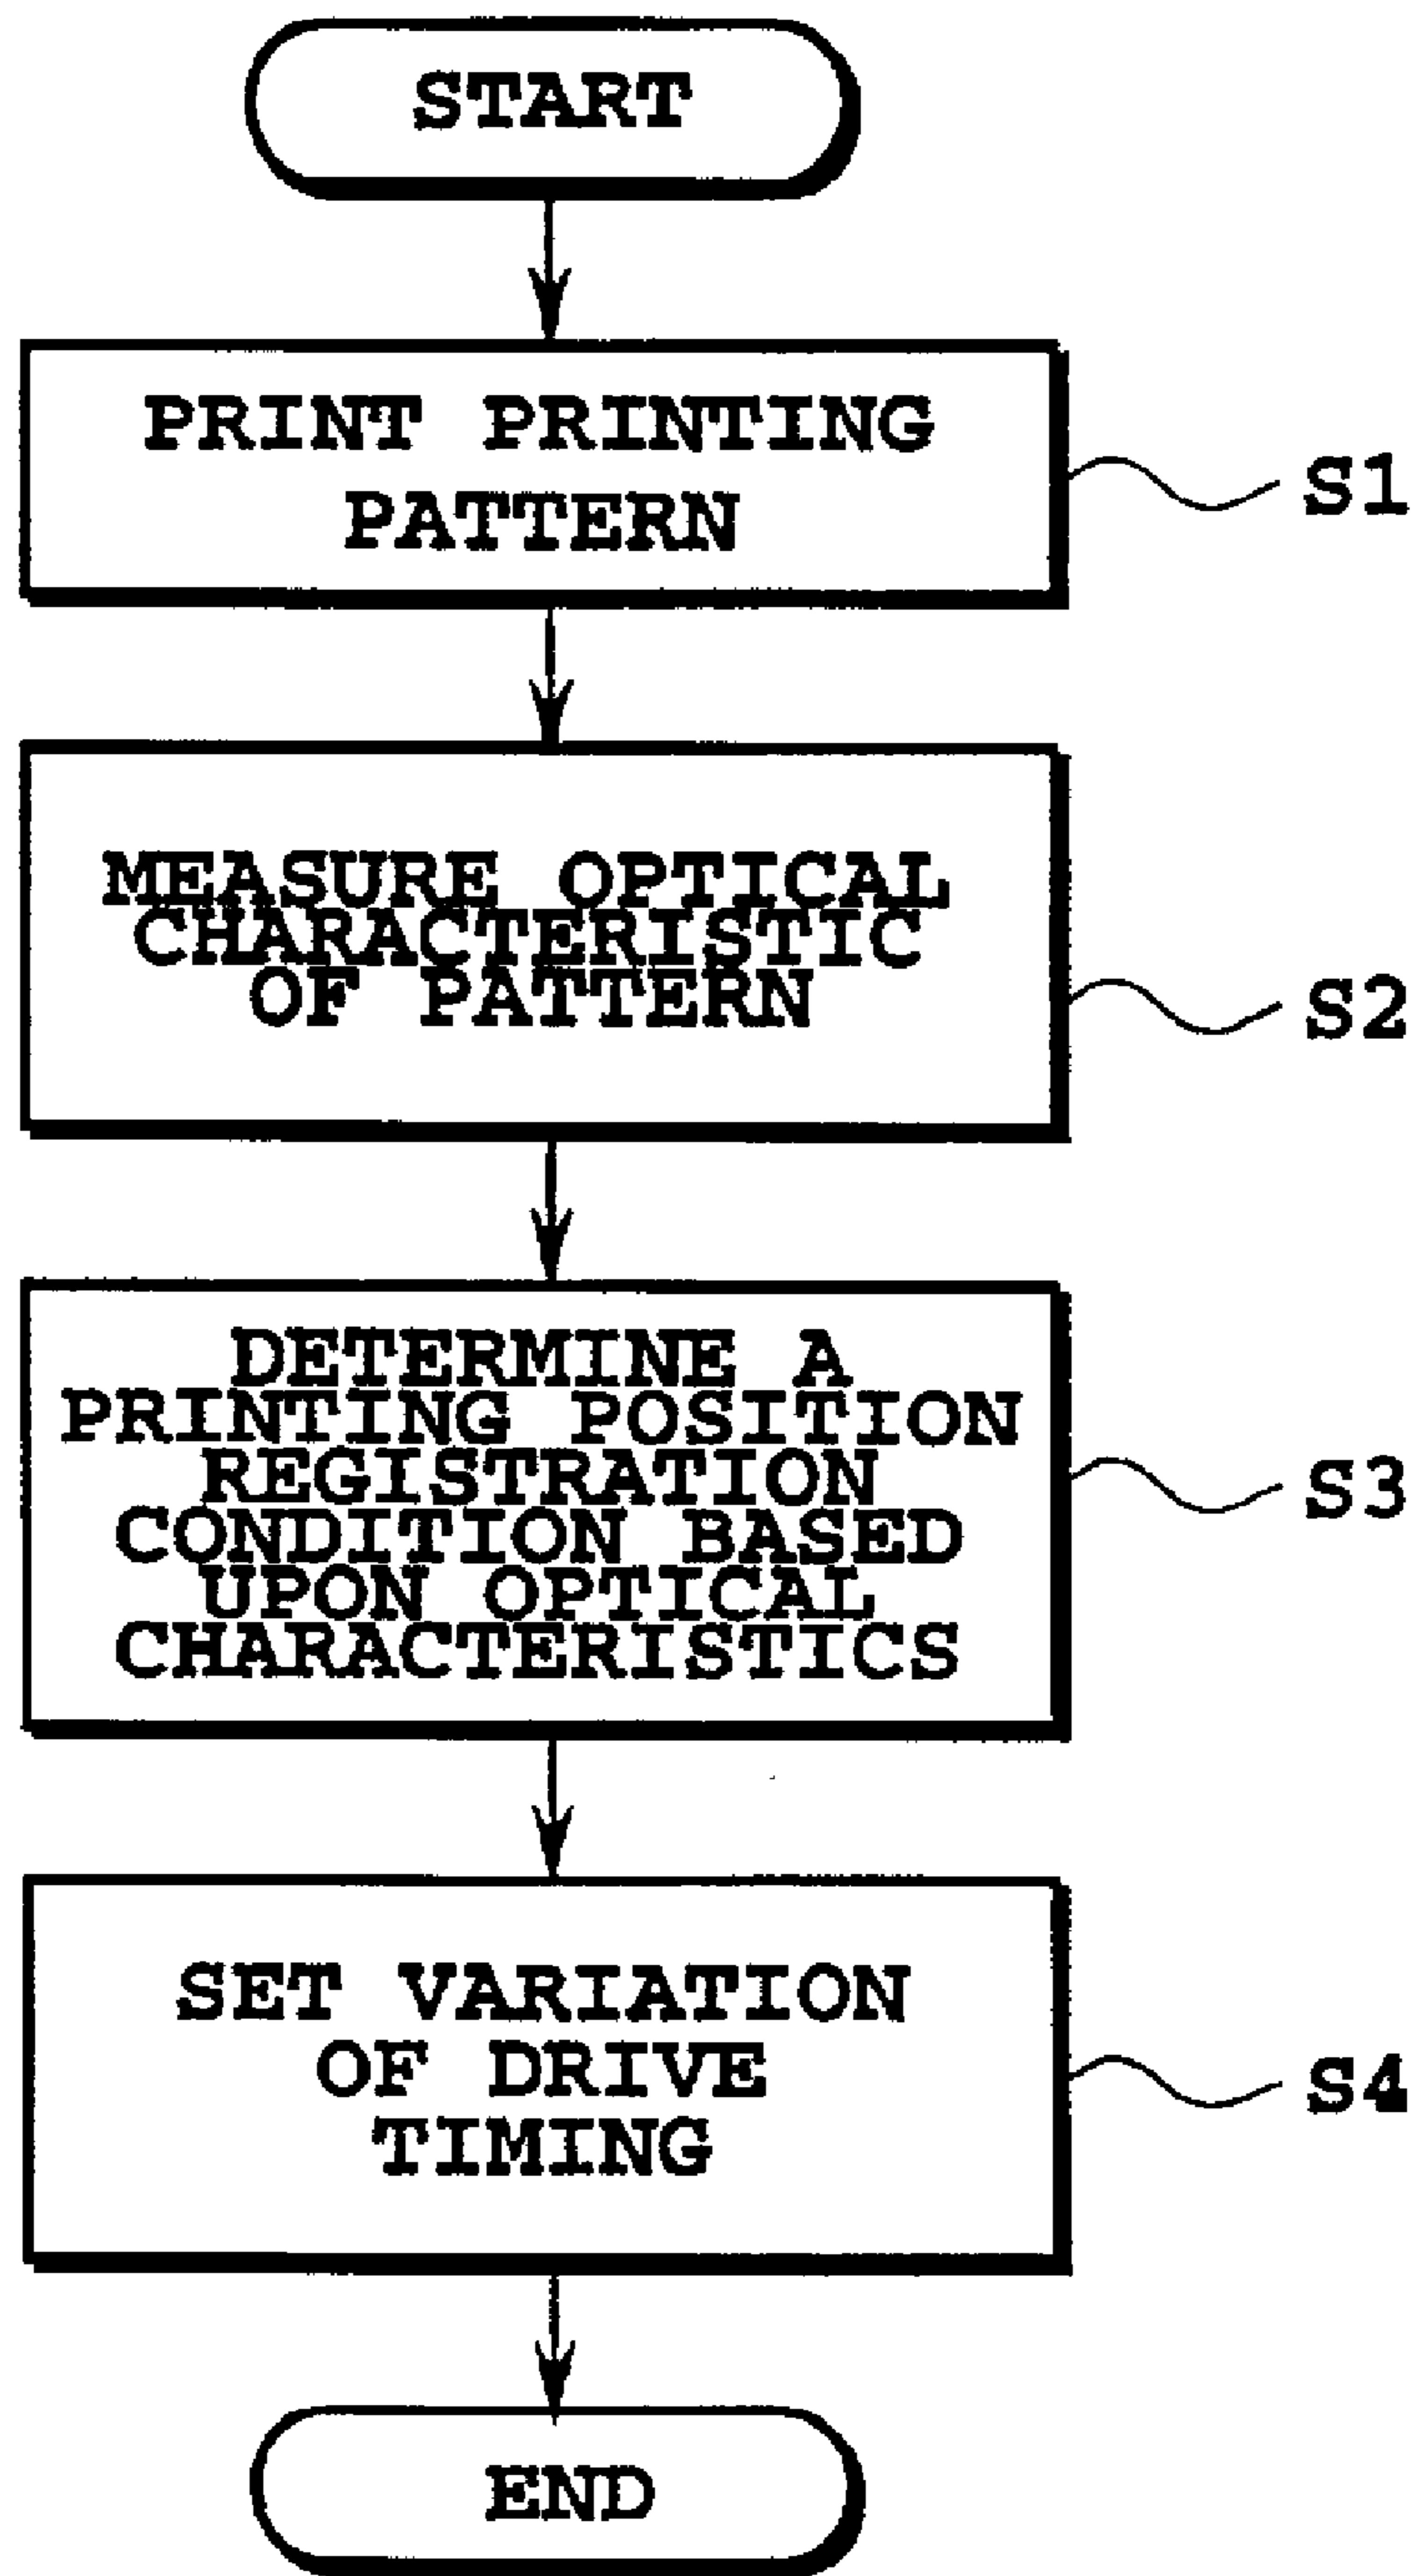 START
PRINT PRINTING
PATTERN
S1
MEASURE OPTICAL
CHARACTERISTIC
OF PATTERN
S2
DETERMINE A
PRINTING POSITION
REGISTRATION
CONDITION BASED
UPON OPTICAL
CHARACTERISTICS
S3
SET VARIATION
OF DRIVE
TIMING
S4
END